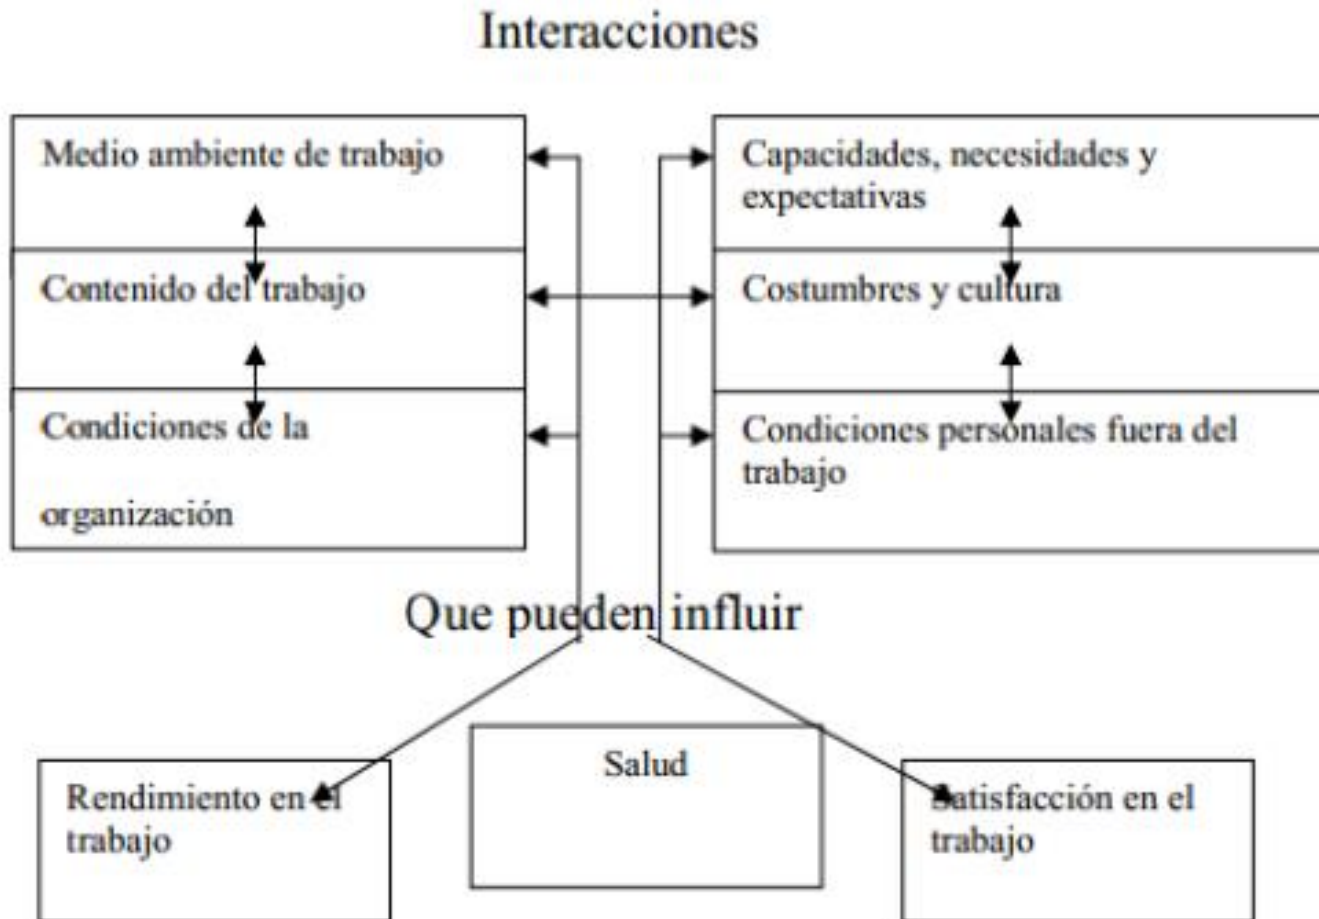 Interacciones
Medio ambiente de trabajo
Contenido del trabajo
Condiciones de la
organización
Capacidades, necesidades y
expectativas
Costumbres y cultura
Condiciones personales fuera del
trabajo
Que pueden influir
Rendimiento en el
trabajo
Salud
Satisfacción en el
trabajo